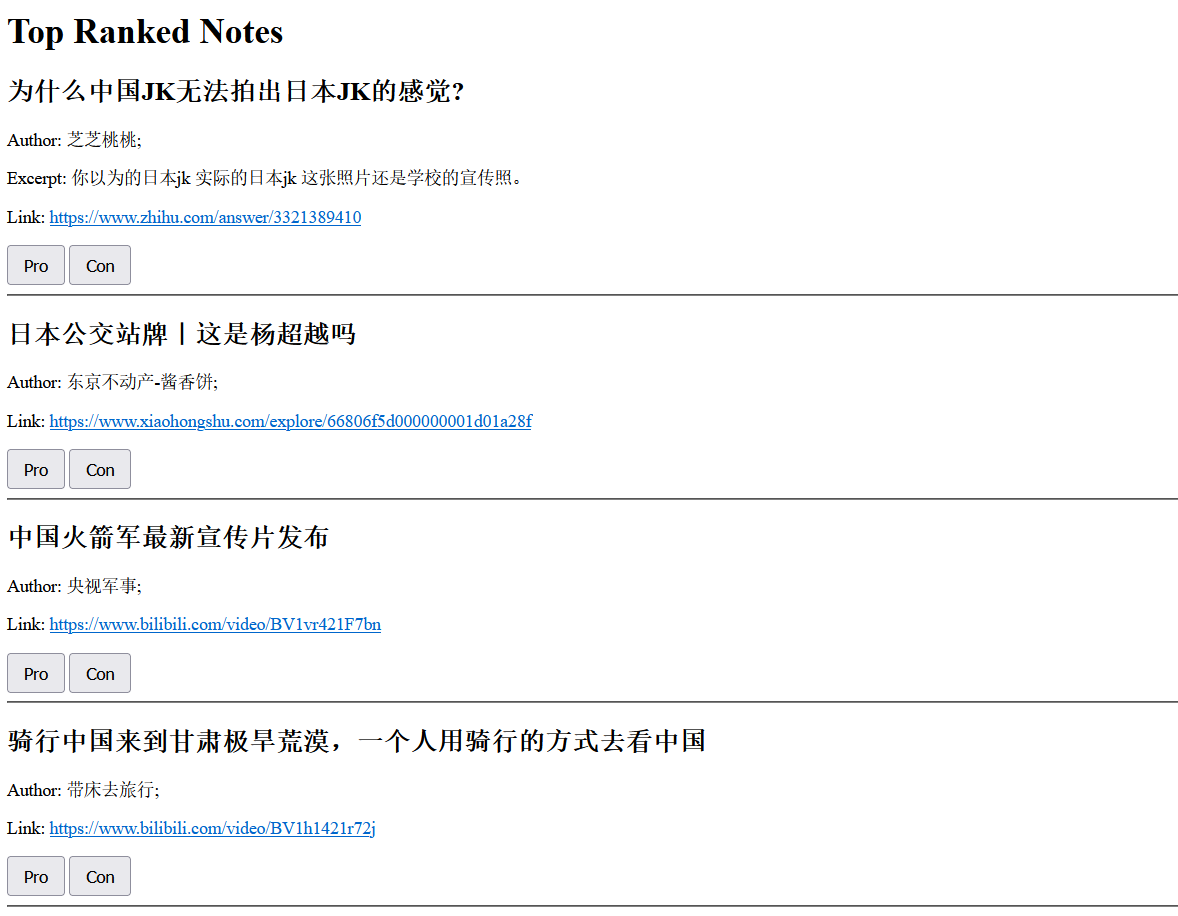 Top Ranked Notes
为什么中国JK无法拍出日本JK的感觉?
Author: 芝芝桃桃;
Excerpt: 你以为的日本jk 实际的日本jk 这张照片还是学校的宣传照。
Link: https://www.zhihu.com/answer/3321389410
Pro Con
日本公交站牌丨这是杨超越吗
Author: 东京不动产-酱香饼;
Link: https://www.xiaohongshu.com/explore/66806f5d000000001d01a28f
Pro Con
中国火箭军最新宣传片发布
Author: 央视军事;
Link: https://www.bilibili.com/video/BV1vr421F7bn
Pro Con
骑行中国来到甘肃极旱荒漠，一个人用骑行的方式去看中国
Author: 带床去旅行;
Link: https://www.bilibili.com/video/BV1h1421r72j
Pro Con